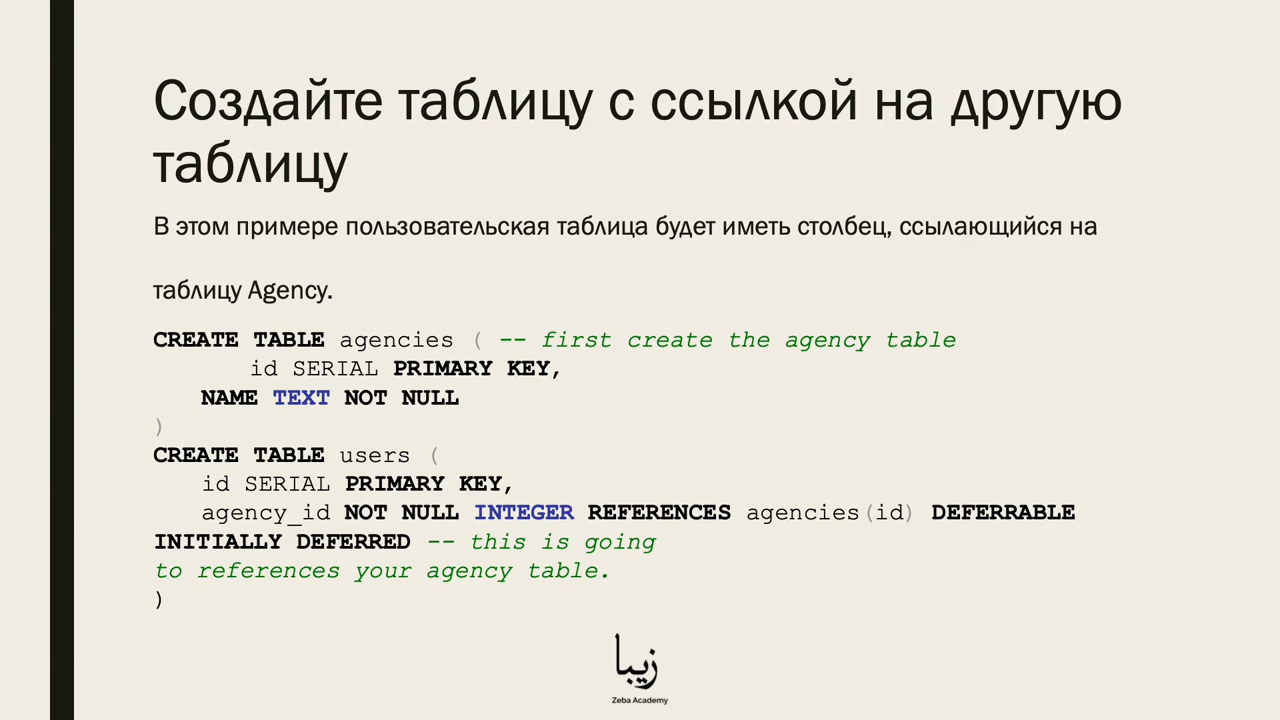 Создайте таблицу с ссылкой на другую
таблицу
В этом примере пользовательская таблица будет иметь столбец, ссылающийся на
таблицу Agency.
CREATE TABLE agencies ( -- first create the agency table
id SERIAL PRIMARY KEY,
NAME TEXT NOT NULL
)
CREATE TABLE users (
id SERIAL PRIMARY KEY,
agency_id NOT NULL INTEGER REFERENCES agencies(id) DEFERRABLE
INITIALLY DEFERRED -- this is going
to references your agency table.
)
زيبا
Zeba Academy